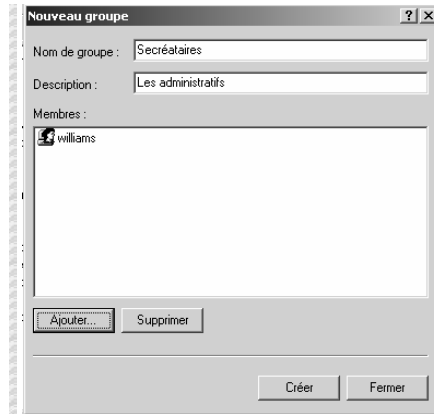 Nouveau groupe
Nom de groupe : Secréataires
Description : Les administratifs
Membres :
williams
Ajouter... Supprimer
Créer Fermer